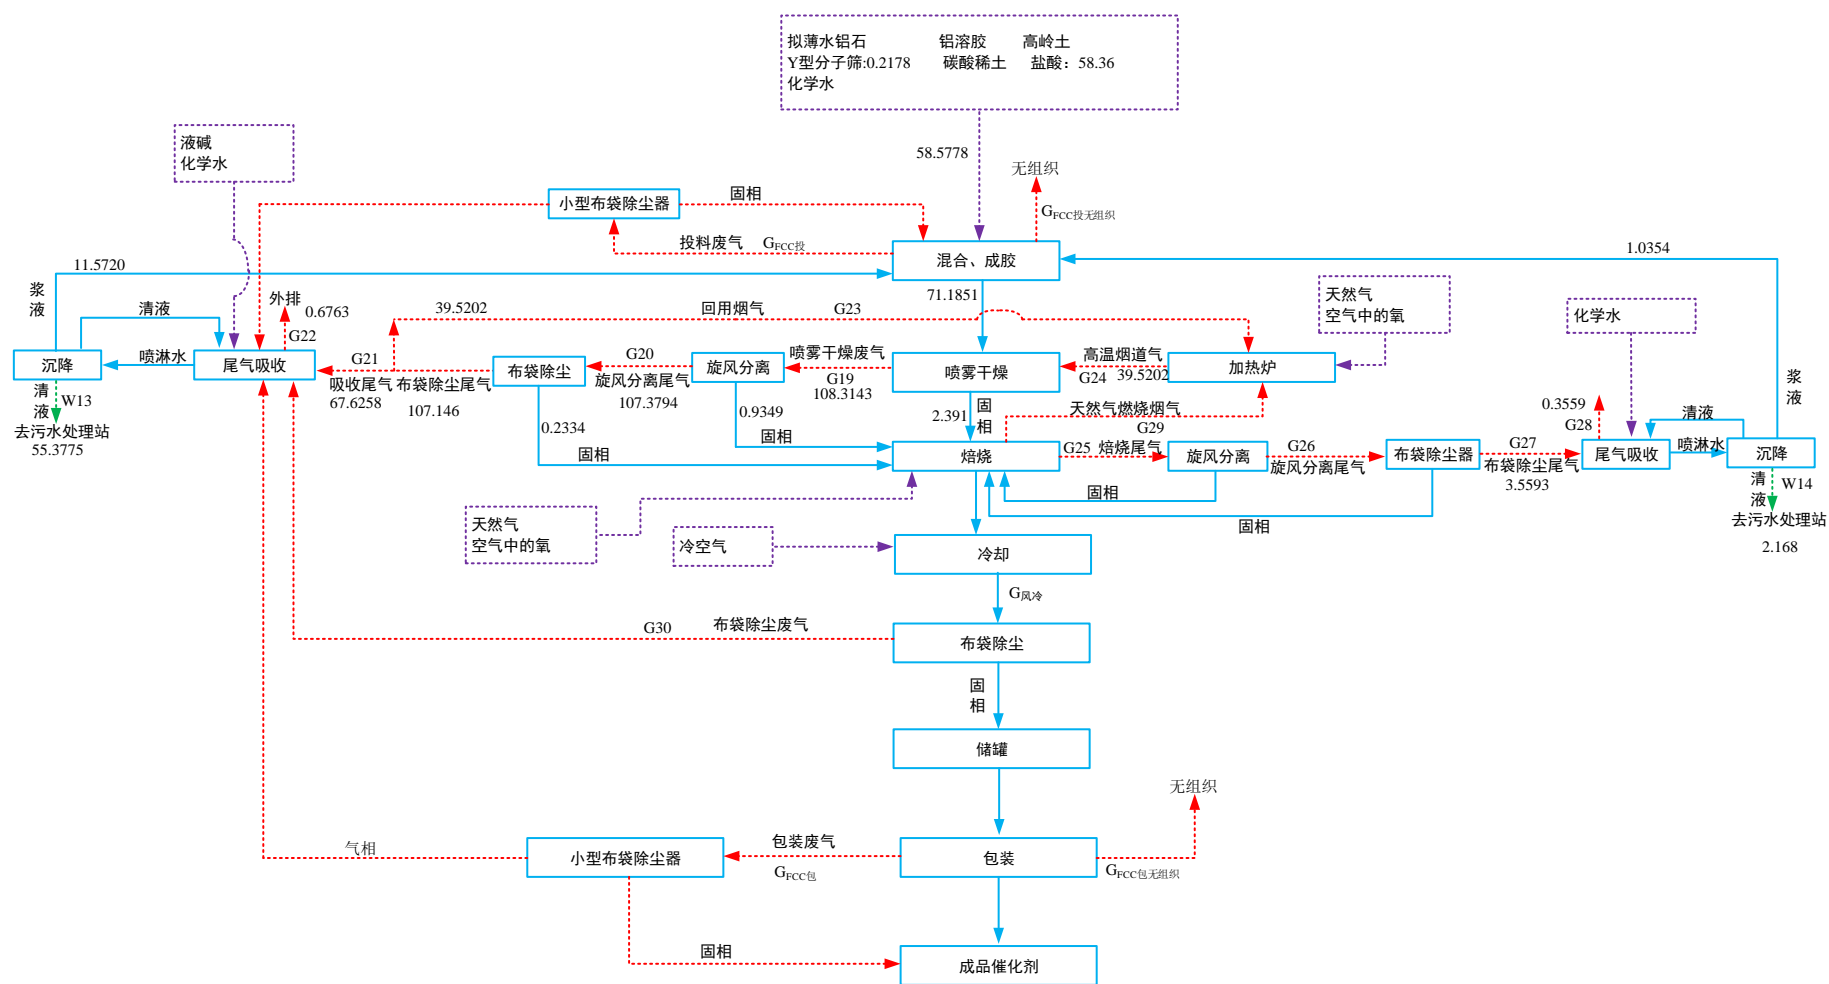 拟薄水铝石 铝溶胶 高岭土
Y型分子筛:0.2178 碳酸稀土 盐酸：58.36
化学水
液碱
化学水
58.5778
无组织
小型布袋除尘器
固相
G FCC投无组织
投料废气 G FCC投
混合、成胶
1.0354
11.5720
浆
液
清液
外排
0.6763
G22
39.5202
回用烟气
G23
71.1851
天然气
空气中的氧
化学水
沉降
喷淋水
尾气吸收
G21
吸收尾气
67.6258
布袋除尘尾气
107.146
布袋除尘
G20
旋风分离尾气
107.3794
旋风分离
喷雾干燥废气
G19
108.3143
喷雾干燥
高温烟道气
G24
39.5202
加热炉
清
液
W13
去污水处理站
55.3775
0.2334
0.9349
固相
固相
2.391
固
相
天然气燃烧烟气
G29
0.3559
G28
清液
浆
液
焙烧
G25
焙烧尾气
旋风分离
G26
旋风分离尾气
布袋除尘器
G27
布袋除尘尾气
3.5593
尾气吸收
喷淋水
沉降
清
液
W14
去污水处理站
2.168
固相
固相
天然气
空气中的氧
冷空气
冷却
G风冷
G30
布袋除尘废气
布袋除尘
固
相
储罐
无组织
气相
小型布袋除尘器
包装废气
G FCC包
包装
G FCC包无组织
固相
成品催化剂